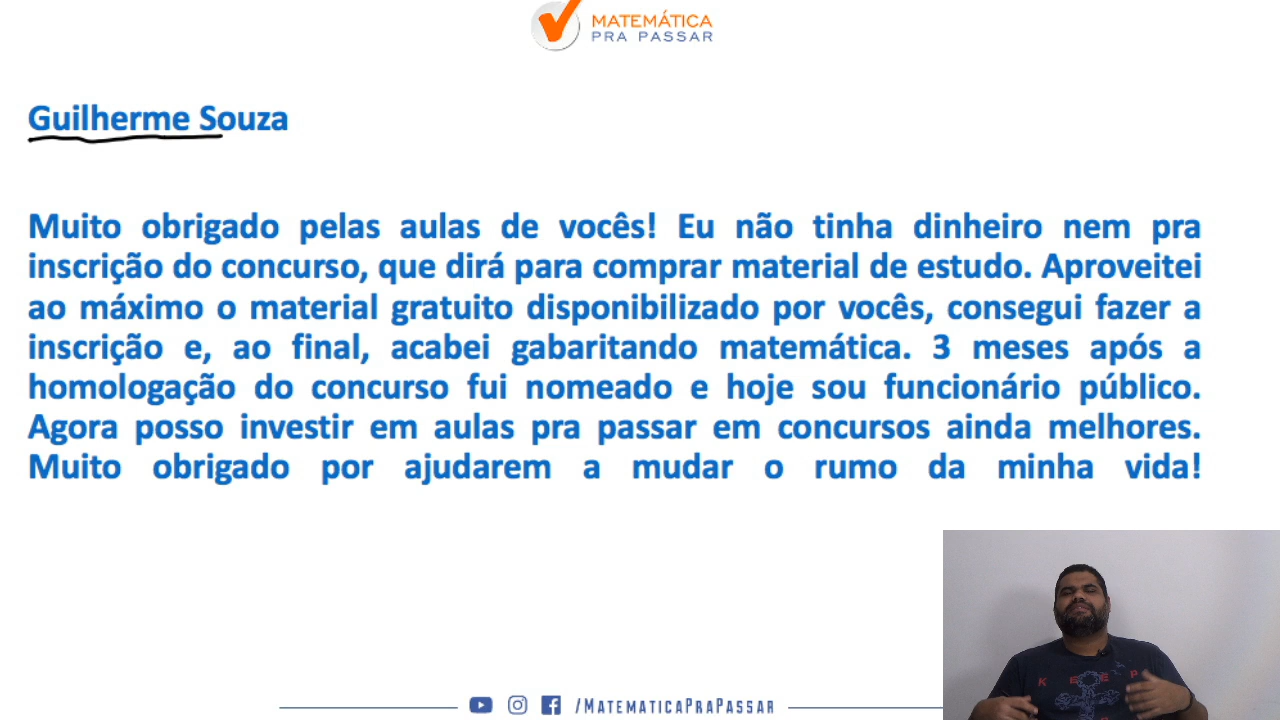 MATEMÁTICA
PRA PASSAR
Guilherme Souza
Muito obrigado pelas aulas de vocês! Eu não tinha dinheiro nem pra
inscrição do concurso, que dirá para comprar material de estudo. Aproveitei
ao máximo o material gratuito disponibilizado por vocês, consegui fazer a
inscrição e, ao final, acabei gabaritando matemática. 3 meses após a
homologação do concurso fui nomeado e hoje sou funcionário público.
Agora posso investir em aulas pra passar em concursos ainda melhores.
Muito obrigado por ajudarem a mudar o rumo da minha vida!
K E E P
/MATEMATICAPRAPASSAR